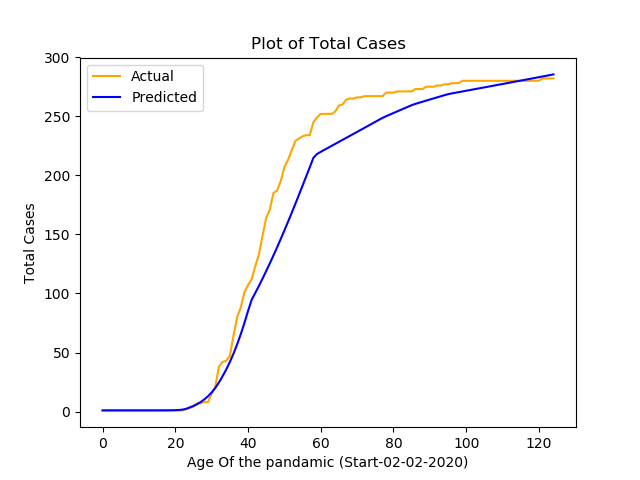 Plot of Total Cases
Actual
Predicted
Total Cases
300
250
200
150
100
50
0
0 20 40 60 80 100 120
Age Of the pandamic (Start-02-02-2020)